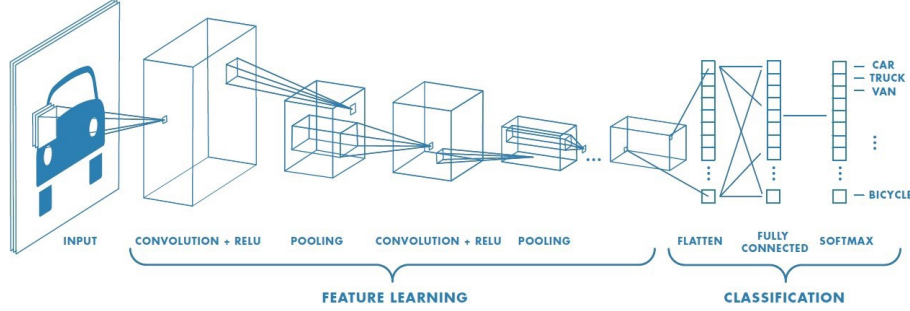 CAR
TRUCK
VAN
BICYCLE
INPUT
CONVOLUTION + RELU
POOLING
CONVOLUTION + RELU
POOLING
FLATTEN
FULLY
CONNECTED
SOFTMAX
FEATURE LEARNING
CLASSIFICATION